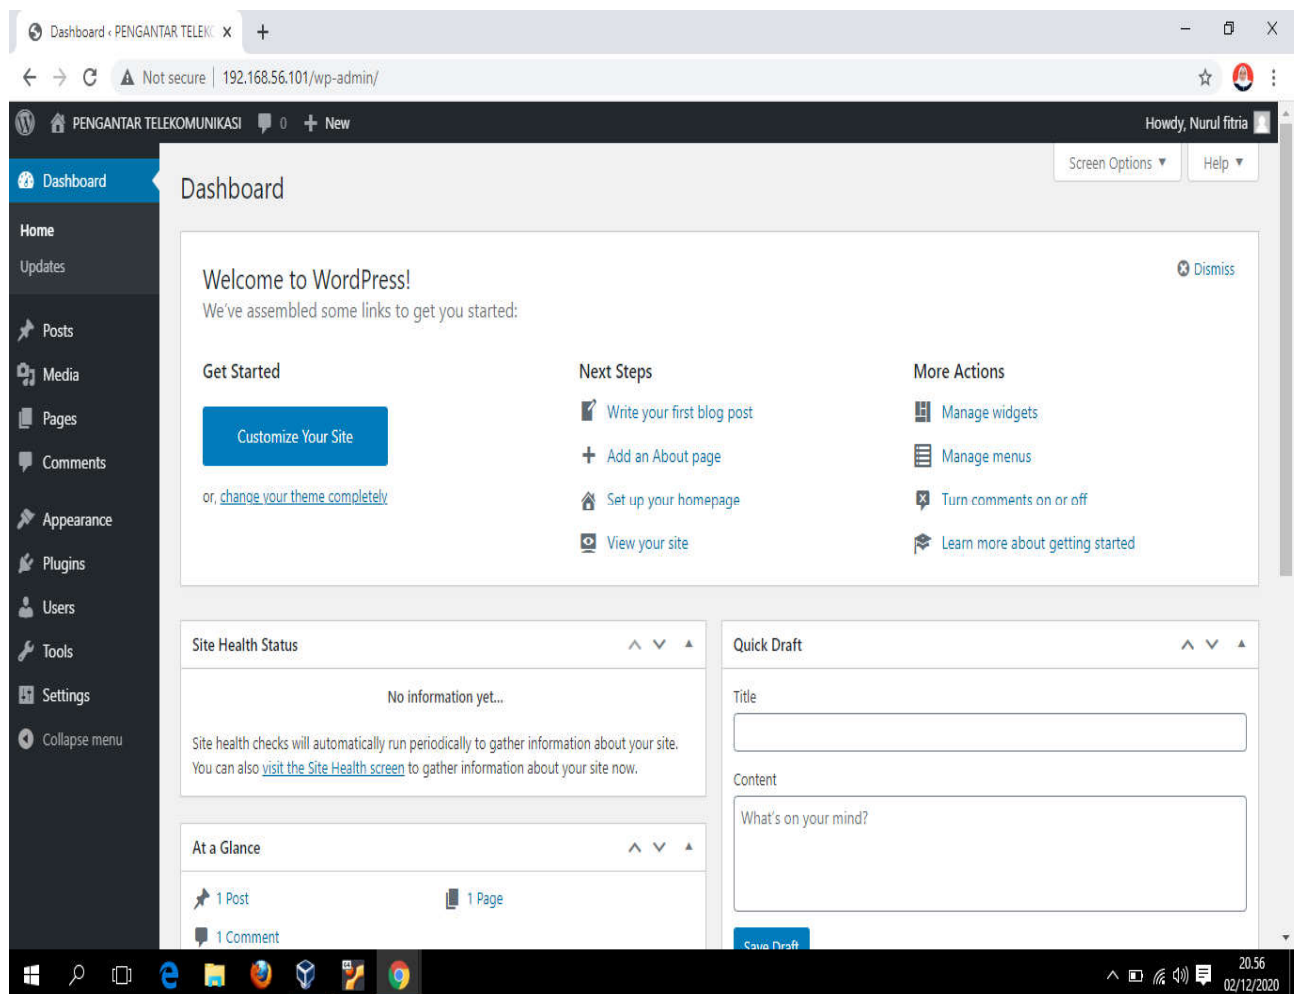 Dashboard ‹ PENGANTAR TELEK
Not secure | 192.168.56.101/wp-admin/
PENGANTAR TELEKOMUNIKASI 0 + New Howdy, Nurul fitria
Screen Options Help
Dashboard
Home
Updates
Posts
Media
Pages
Comments
Appearance
Plugins
Users
Tools
Settings
Collapse menu
Dashboard
Welcome to WordPress!
We've assembled some links to get you started:
Dismiss
Get Started
Customize Your Site
or, change your theme completely
Next Steps
Write your first blog post
Add an About page
Set up your homepage
View your site
More Actions
Manage widgets
Manage menus
Turn comments on or off
Learn more about getting started
Site Health Status
No information yet...
Site health checks will automatically run periodically to gather information about your site.
You can also visit the Site Health screen to gather information about your site now.
At a Glance
1 Post
1 Page
1 Comment
Quick Draft
Title
Content
What's on your mind?
Save Draft
20.56
02/12/2020